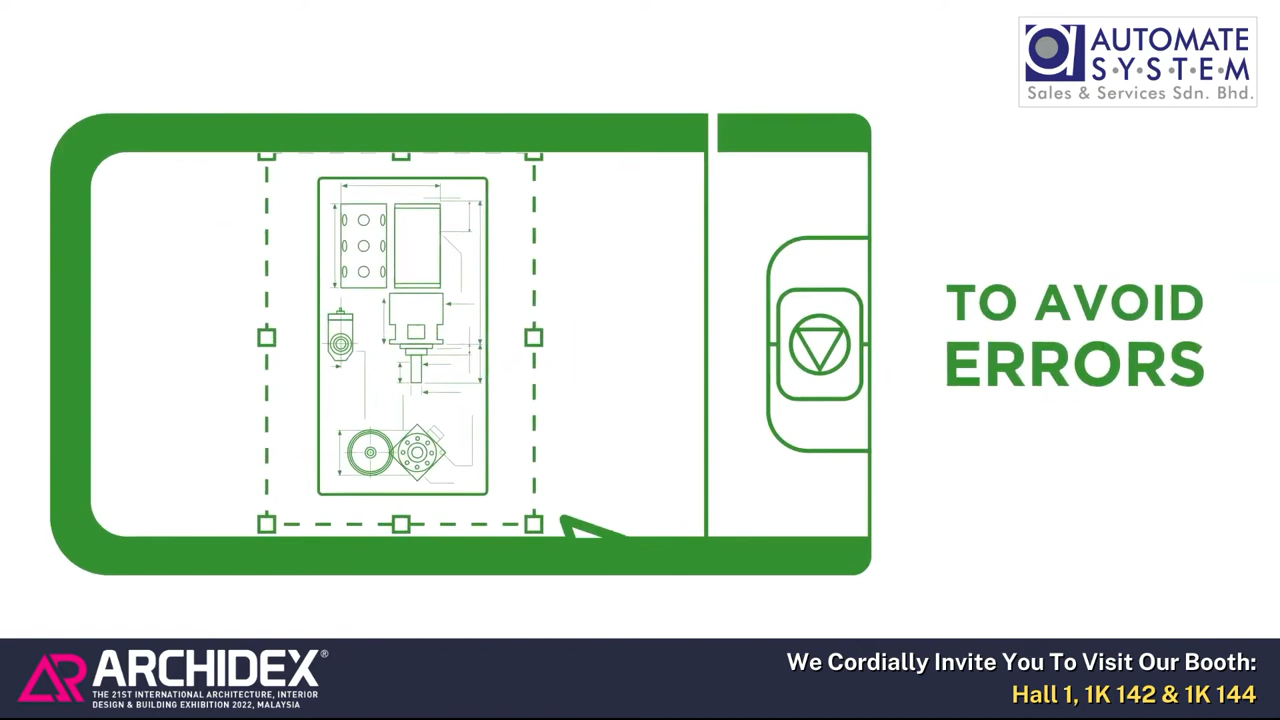 AUTOMATE
S•Y•S•T•E•M
Sales & Services Sdn. Bhd.
TO AVOID
ERRORS
ARCHIDEX®
THE 21ST INTERNATIONAL ARCHITECTURE, INTERIOR
DESIGN & BUILDING EXHIBITION 2022, MALAYSIA
We Cordially Invite You To Visit Our Booth:
Hall 1, 1K 142 & 1K 144